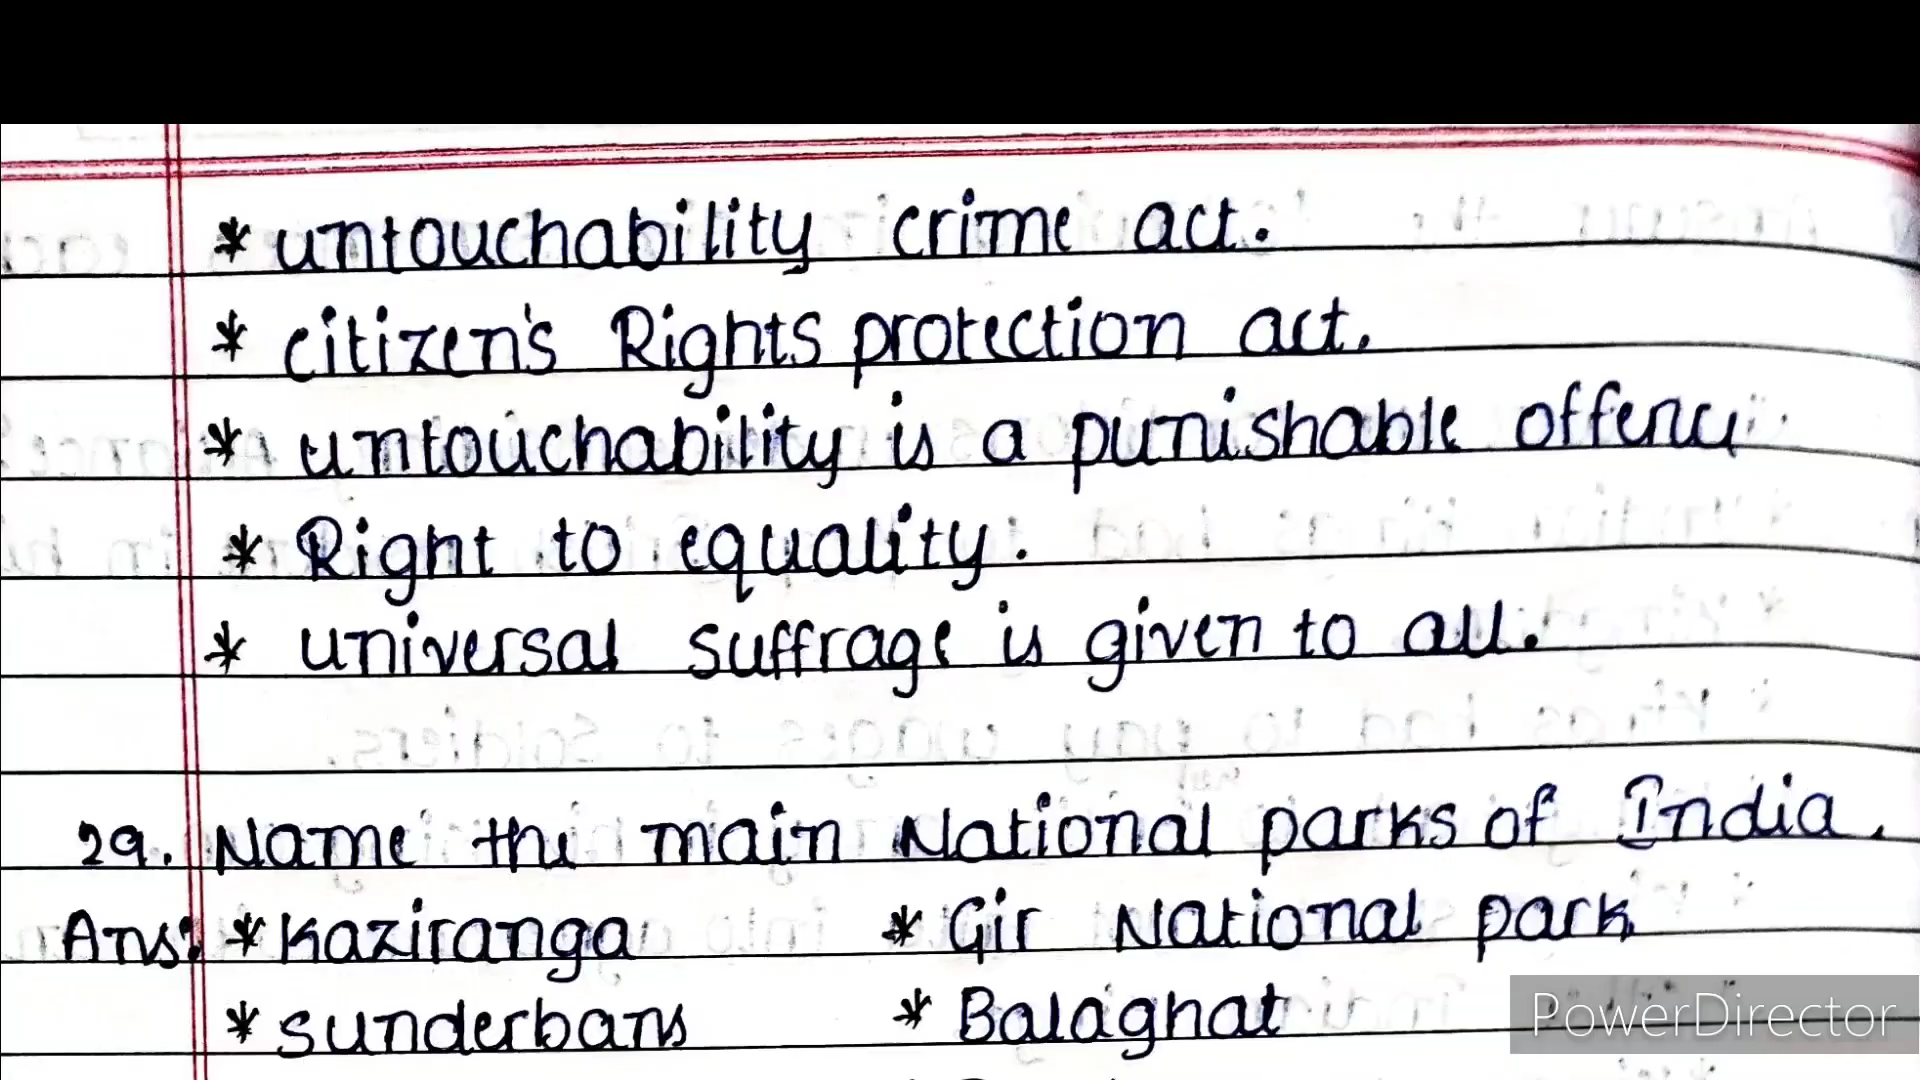 * untouchability crime act.
* citizen's Rights protection act.
* untouchability is a punishable offence
* Right to equality.
* universal suffrage is given to all.
29. Name the main National parks of India.
Ans: * Kaziranga * Gir National park
* sunderbans * Balaghat
PowerDirector